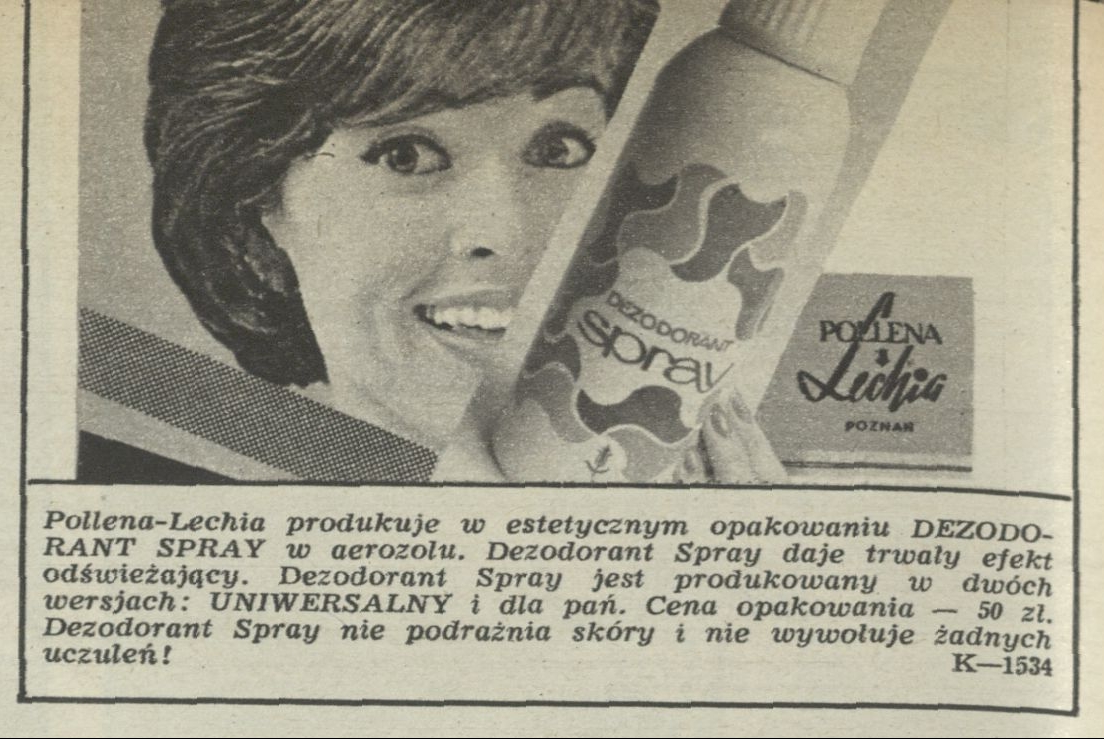 DEZODORANT
spray
POLLENA
Lechia
POZNAŃ
Pollena-Lechia produkuje w estetycznym opakowaniu DEZODO-
RANT SPRAY w aerozolu. Dezodorant Spray daje trwały efekt
odświeżający. Dezodorant Spray jest produkowany w dwóch
wersjach: UNIWERSALNY i dla pań. Cena opakowania — 50 zł.
Dezodorant Spray nie podrażnia skóry i nie wywołuje żadnych
uczuleń!
K—1534